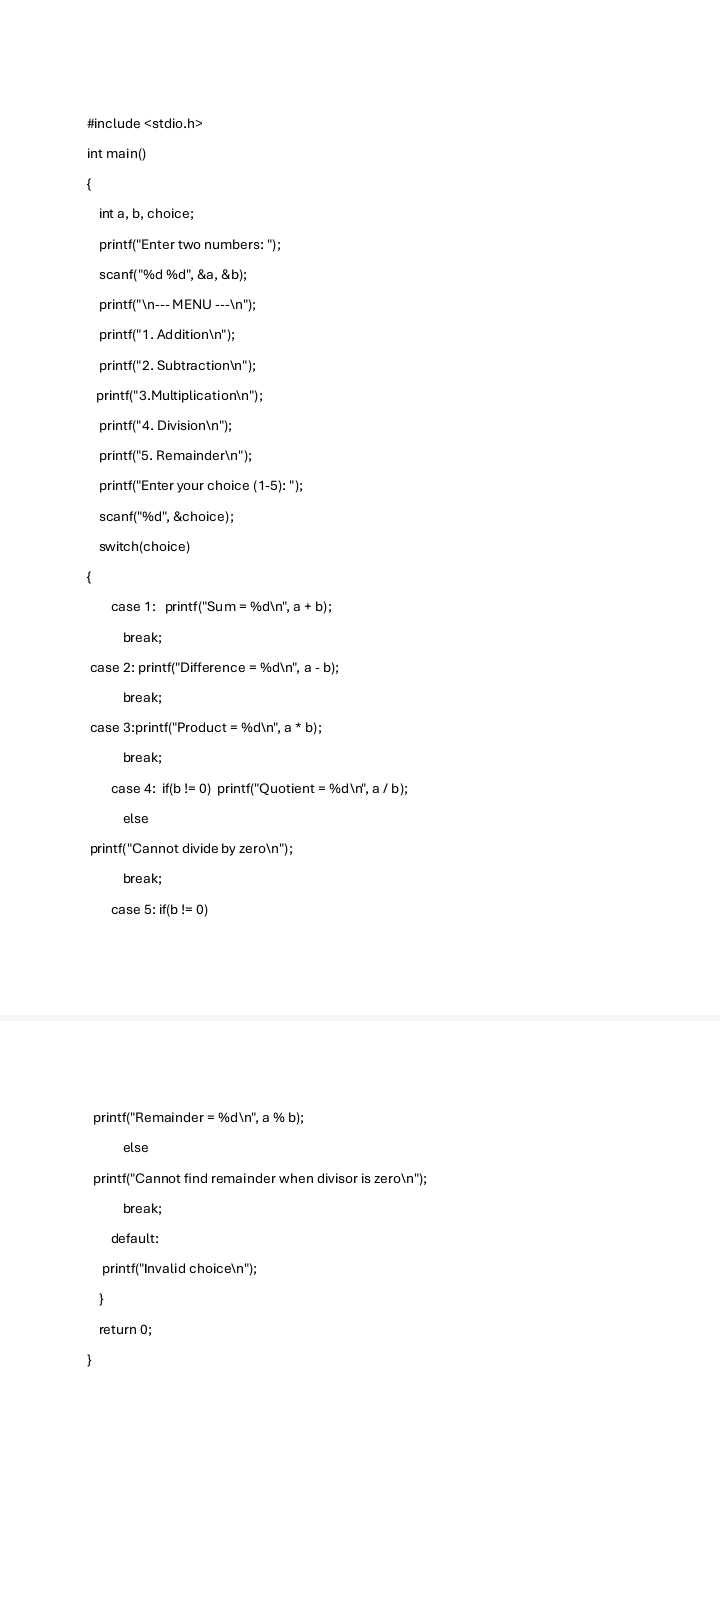 #include <stdio.h>
int main()
{
int a, b, choice;
printf("Enter two numbers: ");
scanf("%d %d", &a, &b);
printf("\n--- MENU ---\n");
printf("1. Addition\n");
printf("2. Subtraction\n");
printf("3.Multiplication\n");
printf("4. Division\n");
printf("5. Remainder\n");
printf("Enter your choice (1-5): ");
scanf("%d", &choice);
switch(choice)
{
case 1:  printf("Sum = %d\n", a + b);
break;
case 2: printf("Difference = %d\n", a - b);
break;
case 3:printf("Product = %d\n", a * b);
break;
case 4:  if(b != 0)  printf("Quotient = %d\n", a / b);
else
printf("Cannot divide by zero\n");
break;
case 5: if(b != 0)
printf("Remainder = %d\n", a % b);
else
printf("Cannot find remainder when divisor is zero\n");
break;
default:
printf("Invalid choice\n");
}
return 0;
}